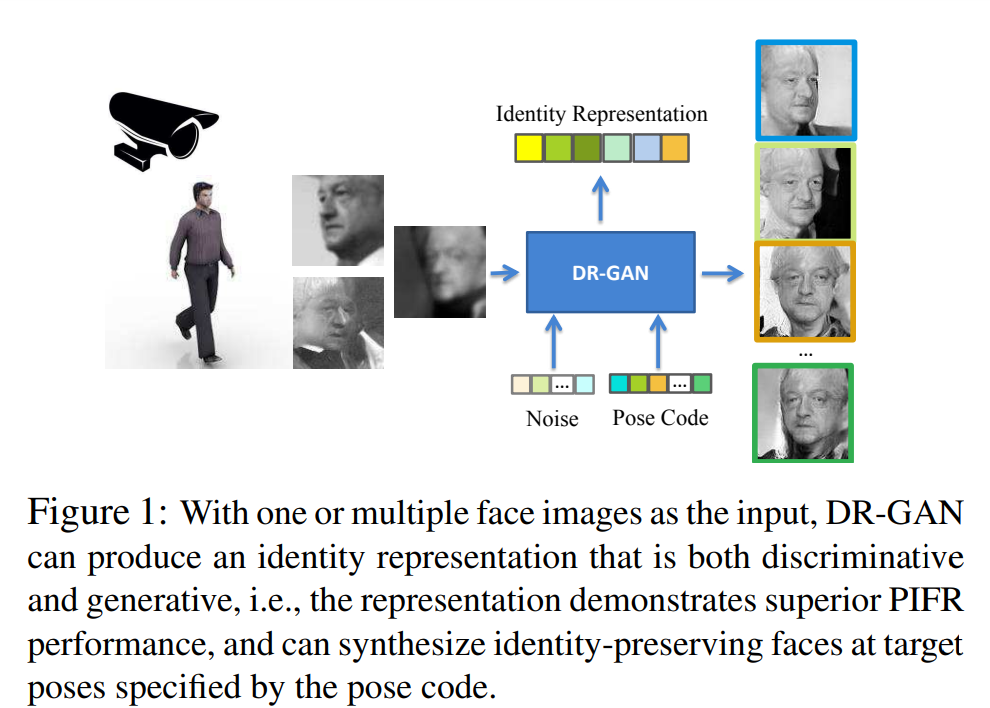 Identity Representation
DR-GAN
...
... ...
Noise Pose Code
Figure 1: With one or multiple face images as the input, DR-GAN
can produce an identity representation that is both discriminative
and generative, i.e., the representation demonstrates superior PIFR
performance, and can synthesize identity-preserving faces at target
poses specified by the pose code.